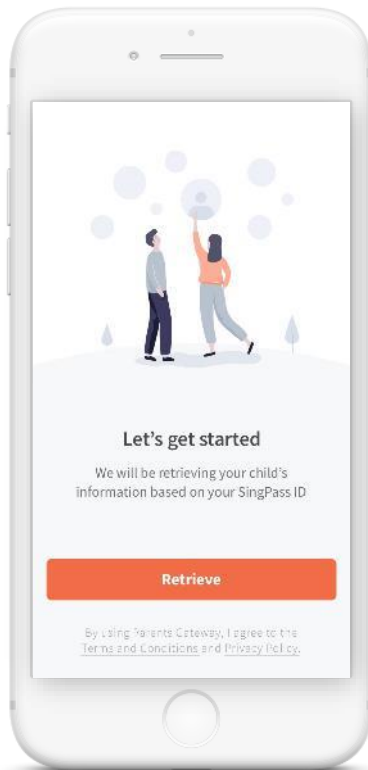 Let's get started
We will be retrieving your child's
information based on your SingPass ID
Retrieve
By using Parents Gateway, I agree to the
Terms and Conditions and Privacy Policy.